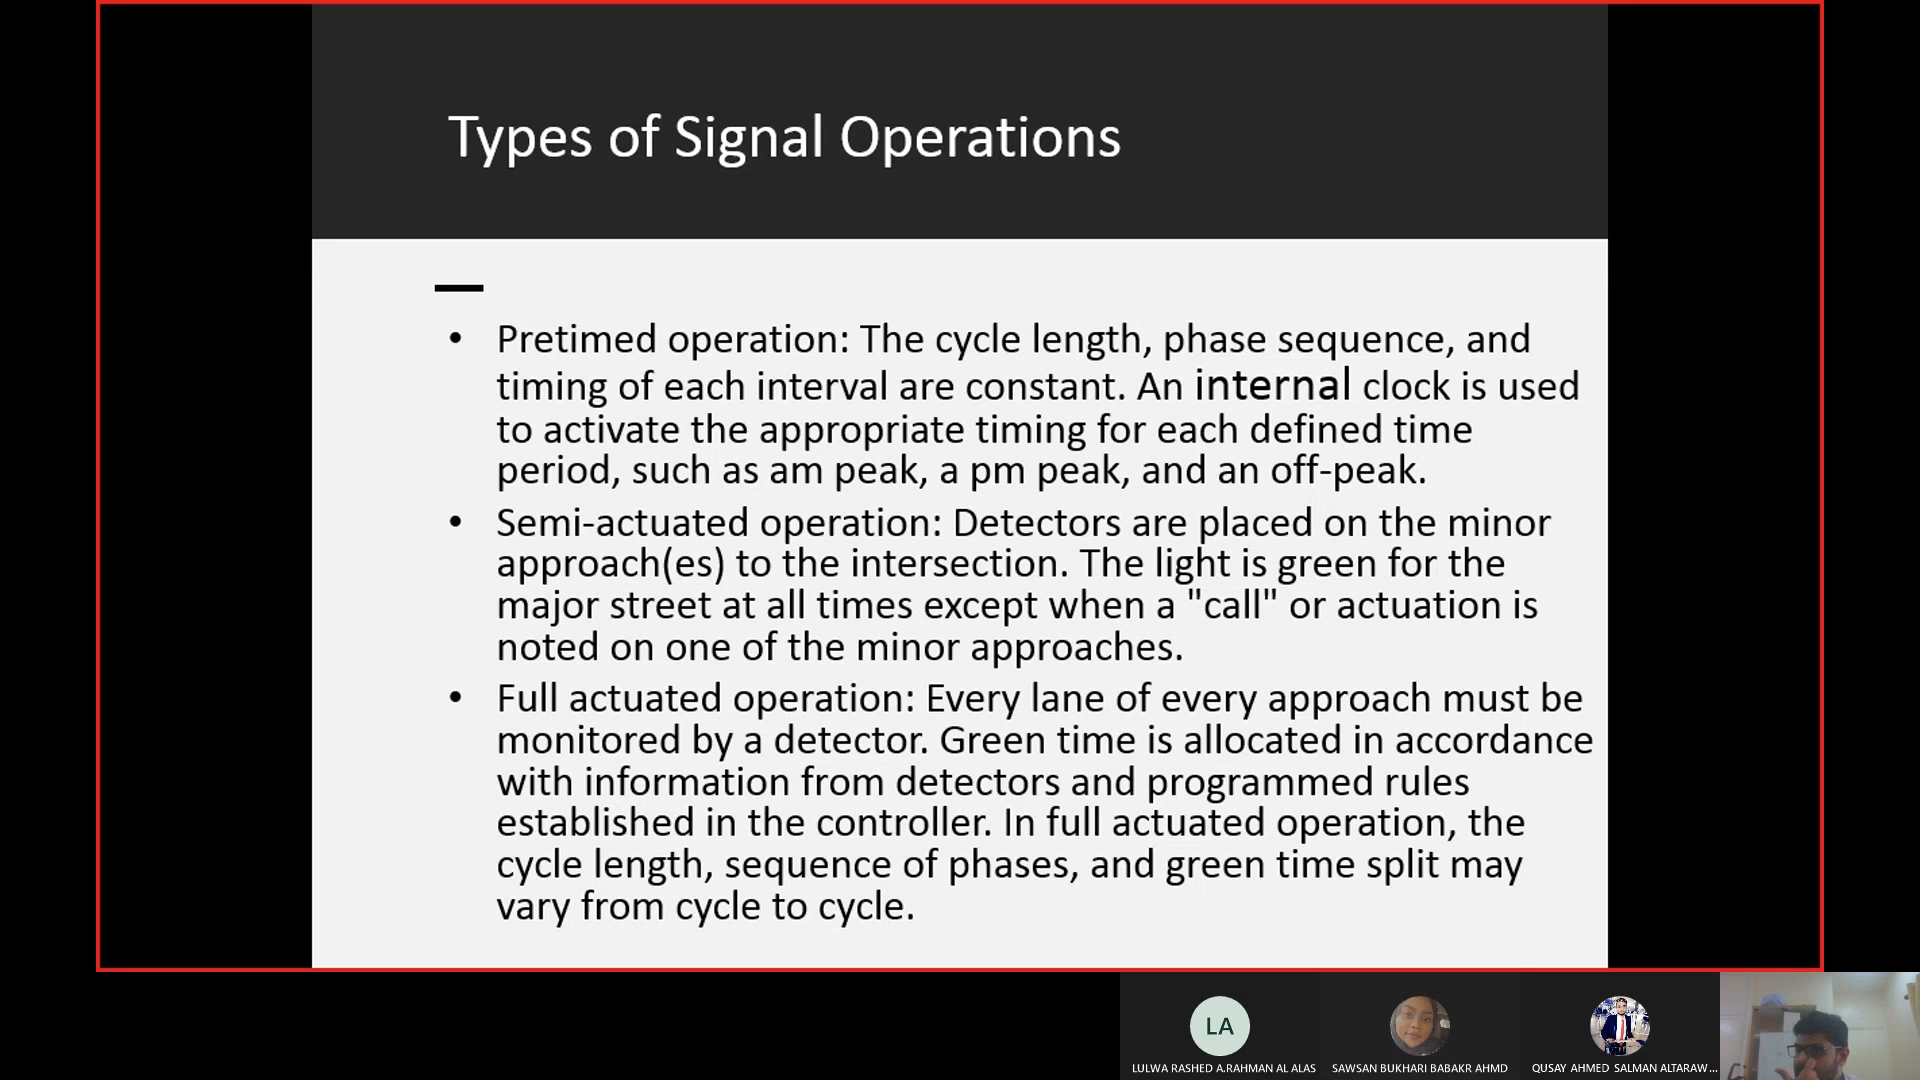 Types of Signal Operations
• Pretimed operation: The cycle length, phase sequence, and
timing of each interval are constant. An internal clock is used
to activate the appropriate timing for each defined time
period, such as am peak, a pm peak, and an off-peak.
• Semi-actuated operation: Detectors are placed on the minor
approach(es) to the intersection. The light is green for the
major street at all times except when a "call" or actuation is
noted on one of the minor approaches.
• Full actuated operation: Every lane of every approach must be
monitored by a detector. Green time is allocated in accordance
with information from detectors and programmed rules
established in the controller. In full actuated operation, the
cycle length, sequence of phases, and green time split may
vary from cycle to cycle.
LA
LULWA RASHED A.RAHMAN AL ALAS
SAWSAN BUKHARI BABAKR AHMD
QUSAY AHMED SALMAN ALTARAW...